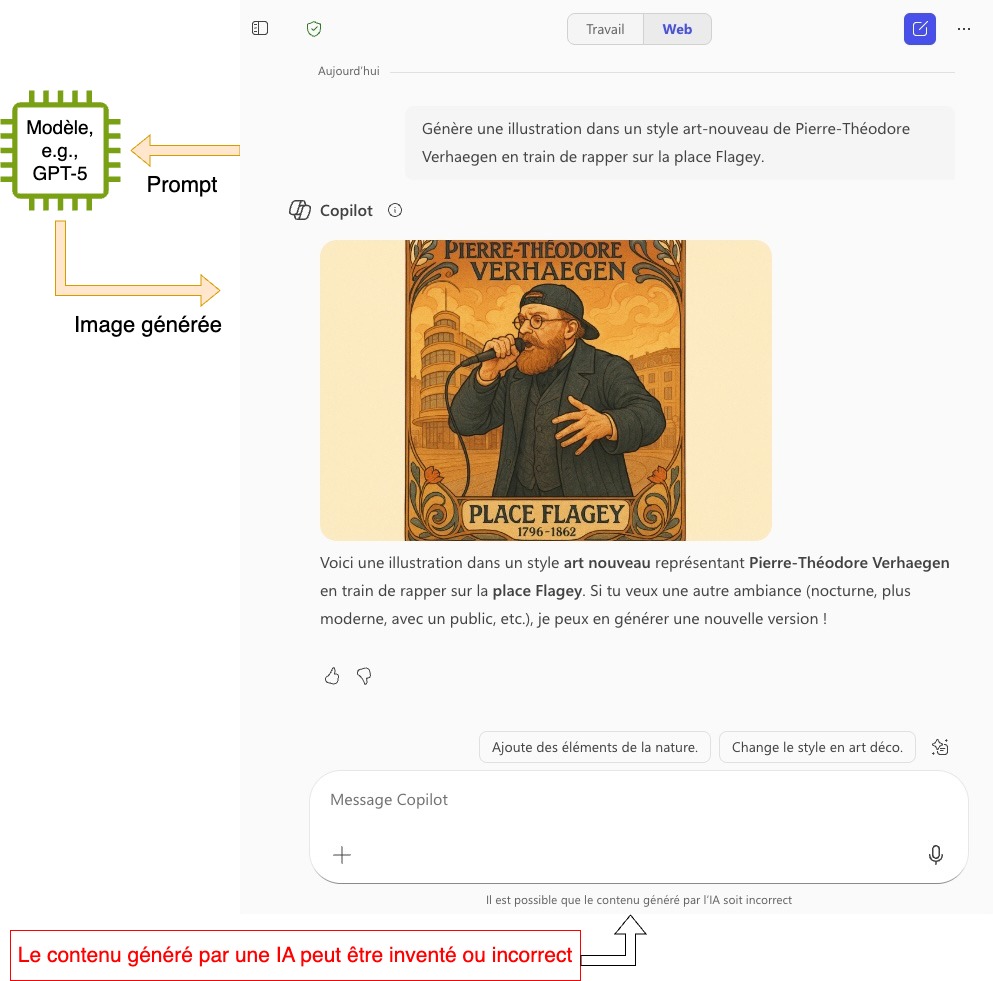 Travail
Web
Aujourd'hui
Génère une illustration dans un style art-nouveau de Pierre-Théodore
Verhaegen en train de rapper sur la place Flagey.
Modèle,
e.g.,
GPT-5
Prompt
Image générée
Copilot
PIERRE-THÉODORE
VERHAEGEN
PLACE FLAGEY
1796-1862
Voici une illustration dans un style art nouveau représentant Pierre-Théodore Verhaegen
en train de rapper sur la place Flagey. Si tu veux une autre ambiance (nocturne, plus
moderne, avec un public, etc.), je peux en générer une nouvelle version !
Ajoute des éléments de la nature.
Change le style en art déco.
Message Copilot
Il est possible que le contenu généré par l'IA soit incorrect
Le contenu généré par une IA peut être inventé ou incorrect